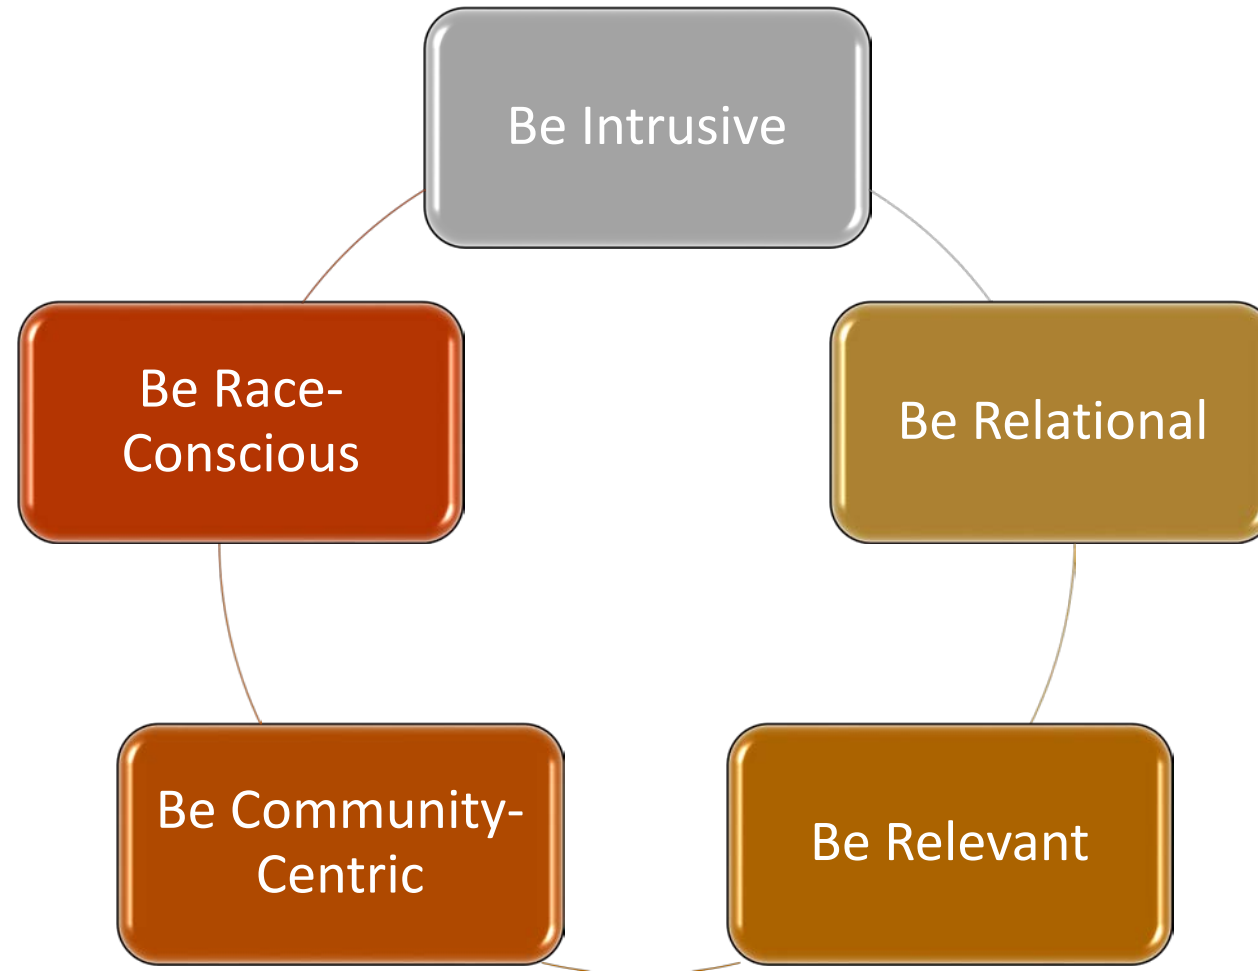 Be Intrusive
Be Relational
Be Relevant
Be Community-
Centric
Be Race-
Conscious